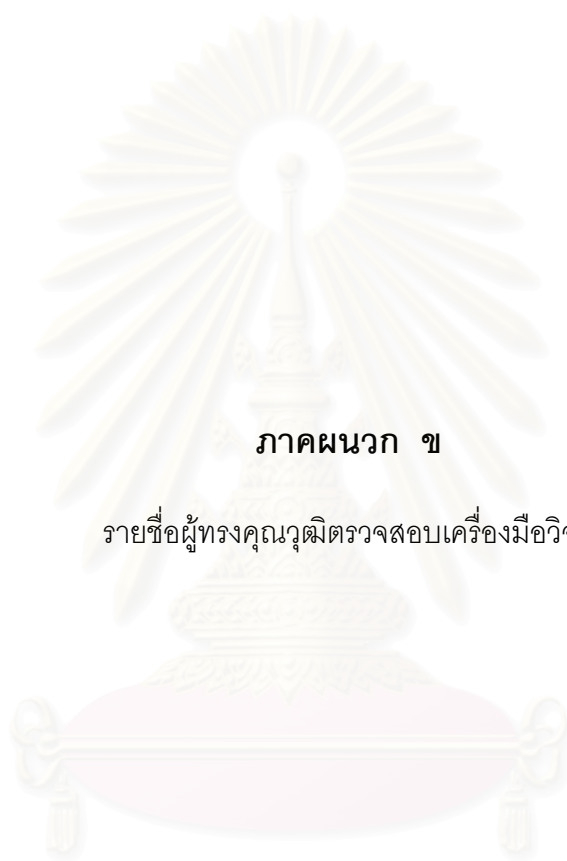 ภาคผนวก ข
รายชื่อผู้ทรงคุณวุฒิตรวจสอบเครื่องมือวิ